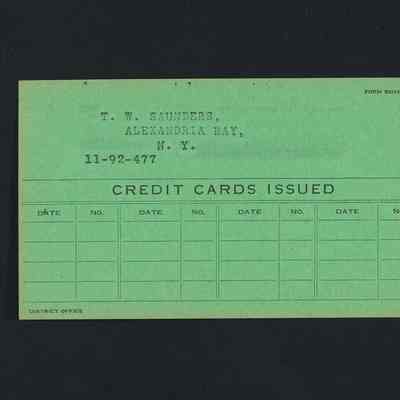 T. W. SAUNDERS,
ALEXANDRIA BAY,
N. Y.
11-92-477
CREDIT CARDS ISSUED
DATE NO. DATE NO. DATE NO. DATE
DISTRICT OFFICE